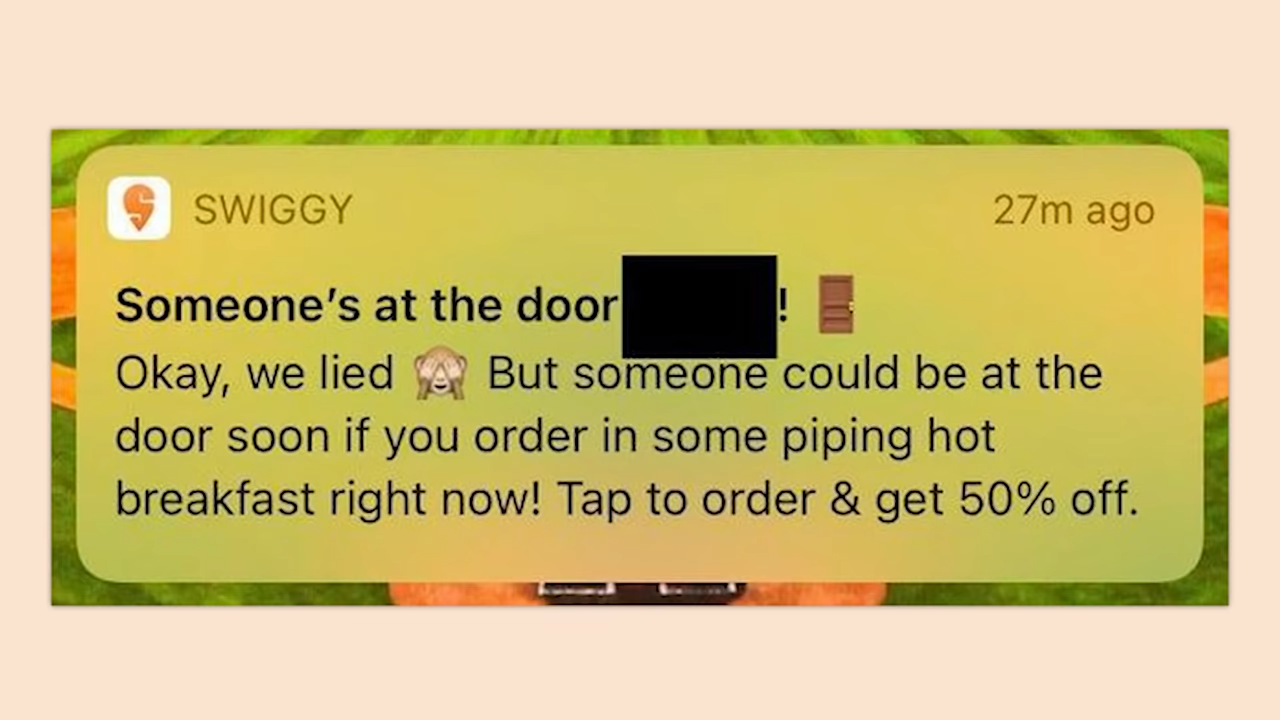 SWIGGY
27m ago
Someone’s at the door ! 🚪
Okay, we lied 🙈 But someone could be at the
door soon if you order in some piping hot
breakfast right now! Tap to order & get 50% off.